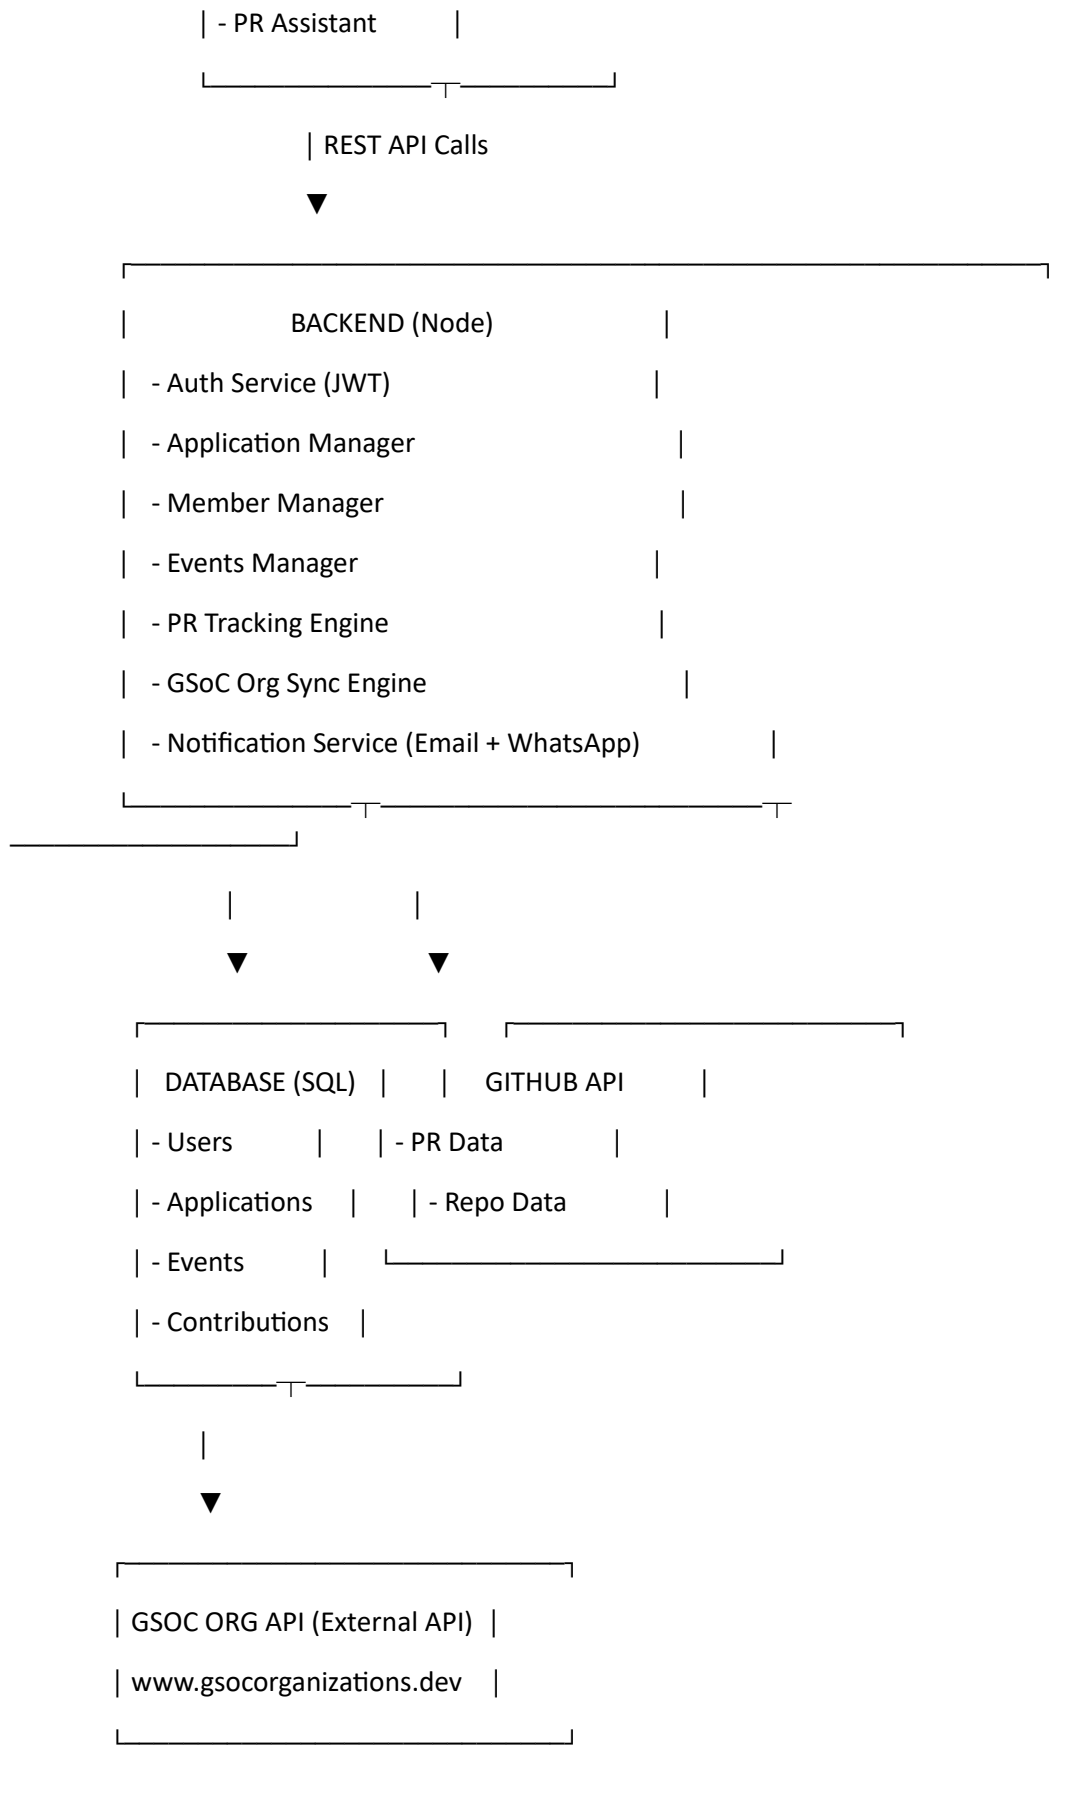 | - PR Assistant |
└───────────────┬──────────┘
| REST API Calls
▼
┌──────────────────────────────────────────────────────────────┐
| BACKEND (Node) |
| - Auth Service (JWT) |
| - Application Manager |
| - Member Manager |
| - Events Manager |
| - PR Tracking Engine |
| - GSoC Org Sync Engine |
| - Notification Service (Email + WhatsApp) |
└───────────────┬──────────────────────────┬
───────────────────┘
| |
▼ ▼
┌────────────────────┐ ┌──────────────────────────┐
| DATABASE (SQL) | | GITHUB API |
| - Users | | - PR Data |
| - Applications | | - Repo Data |
| - Events | └──────────────────────────┘
| - Contributions |
└─────────┬──────────┘
|
▼
┌──────────────────────────────┐
| GSOC ORG API (External API) |
| www.gsocorganizations.dev |
└──────────────────────────────┘